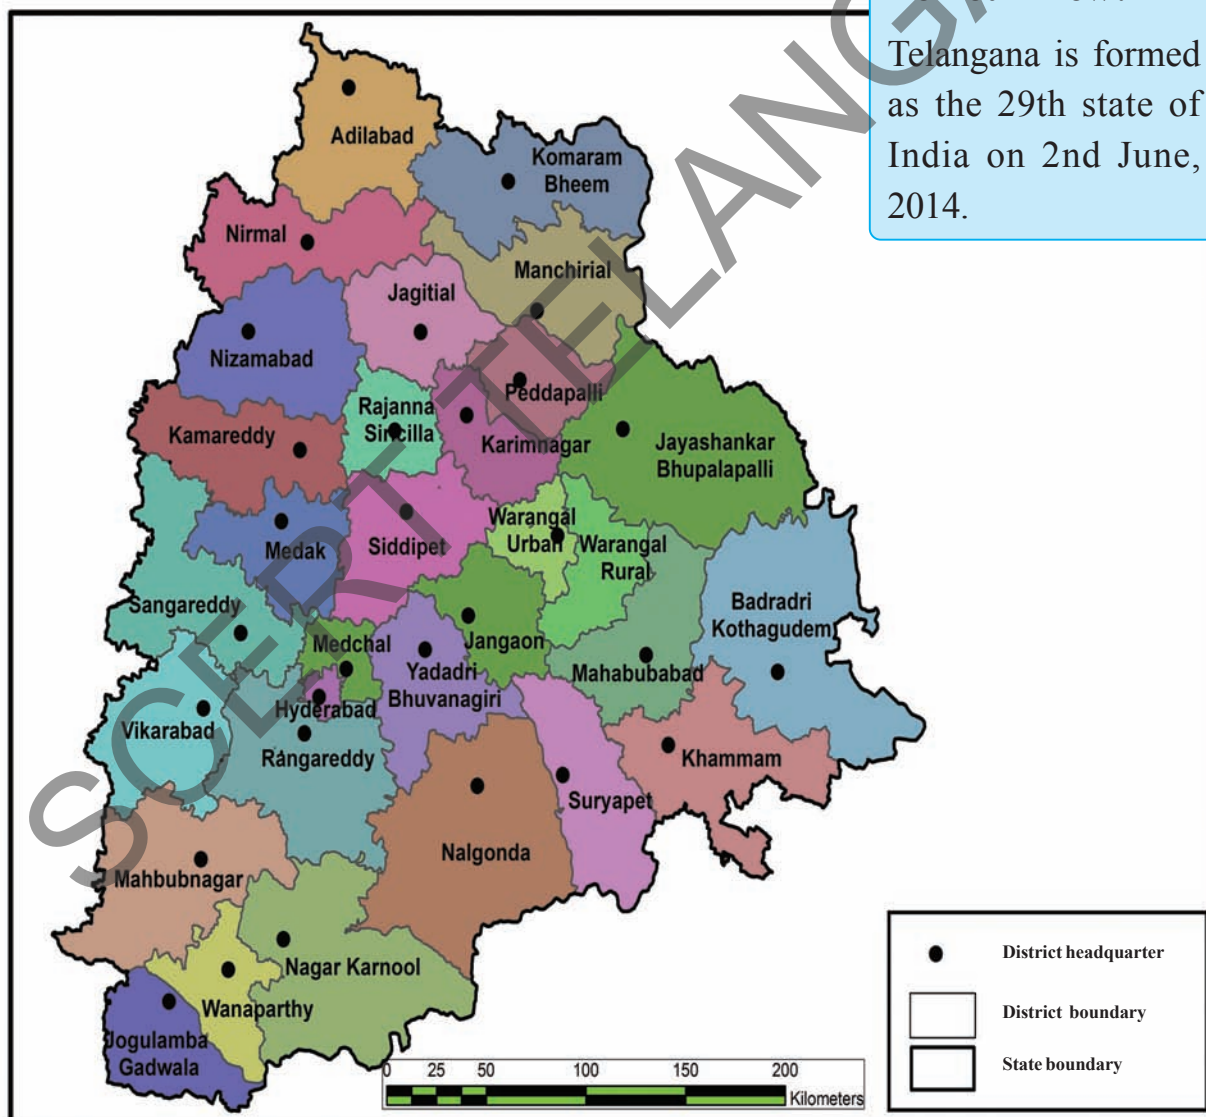 Telangana is formed
as the 29th state of
India on 2nd June,
2014.
Adilabad
Komaram
Bheem
Nirmal
Manchirial
Jagitial
Nizamabad
Peddapalli
Rajanna
Sircilla
Kamareddy
Karimnagar
Jayashankar
Bhupalapalli
Warangal
Urban
Warangal
Rural
Medak
Siddipet
Sangareddy
Badradri
Kothagudem
Medchal
Jangaon
Yadadri
Bhuvanagiri
Mahabubabad
Hyderabad
Vikarabad
Rangareddy
Khammam
Suryapet
Nalgonda
Mahbubnagar
Nagar Karnool
Wanaparthy
Jogulamba
Gadwala
District headquarter
District boundary
State boundary
0 25 50 100 150 200
Kilometers
SCERT TELANGA